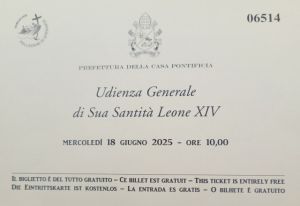 06514
PREFETTURA DELLA CASA PONTIFICIA
Udienza Generale
di Sua Santità Leone XIV
MERCOLEDÌ 18 GIUGNO 2025 – ORE 10,00
IL BIGLIETTO È DEL TUTTO GRATUITO – CE BILLET EST GRATUIT – THIS TICKET IS ENTIRELY FREE
DIE EINTRITTSKARTE IST KOSTENLOS – LA ENTRADA ES GRATIS – O BILHETE É GRATUITO